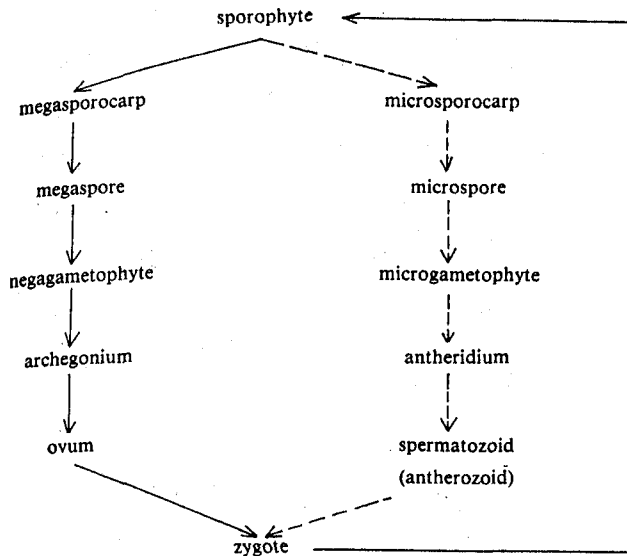 sporophyte
megasporocarp
microsporocarp
megaspore
microspore
negagametophyte
microgametophyte
archegonium
antheridium
ovum
spermatozoid
(antherozoid)
zygote